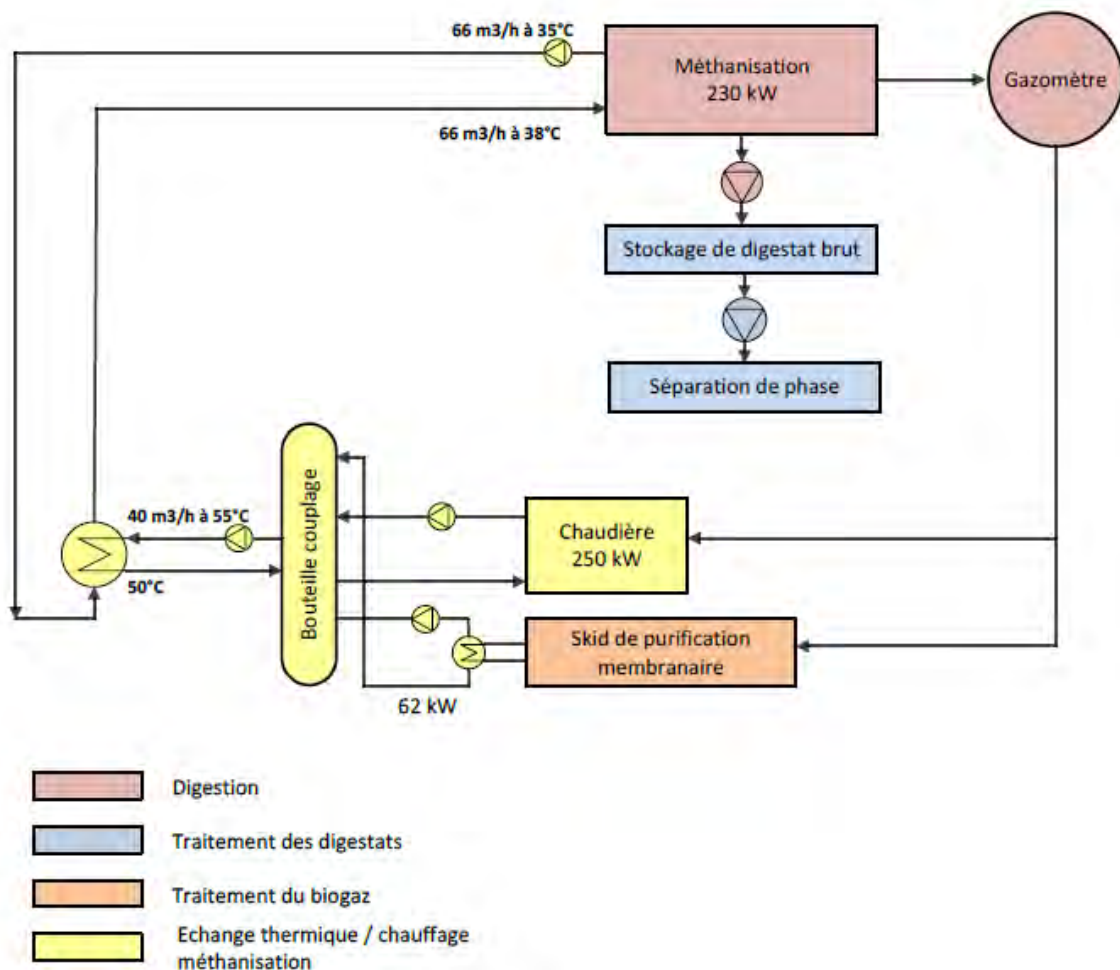 66 m3/h à 35°C
Méthanisation
230 kW
Gazomètre
66 m3/h à 38°C
Stockage de digestat brut
Séparation de phase
Bouteille couplage
40 m3/h à 55°C
50°C
Chaudière
250 kW
Skid de purification
membranaire
62 kW
Digestion
Traitement des digestats
Traitement du biogaz
Echange thermique / chauffage
méthanisation